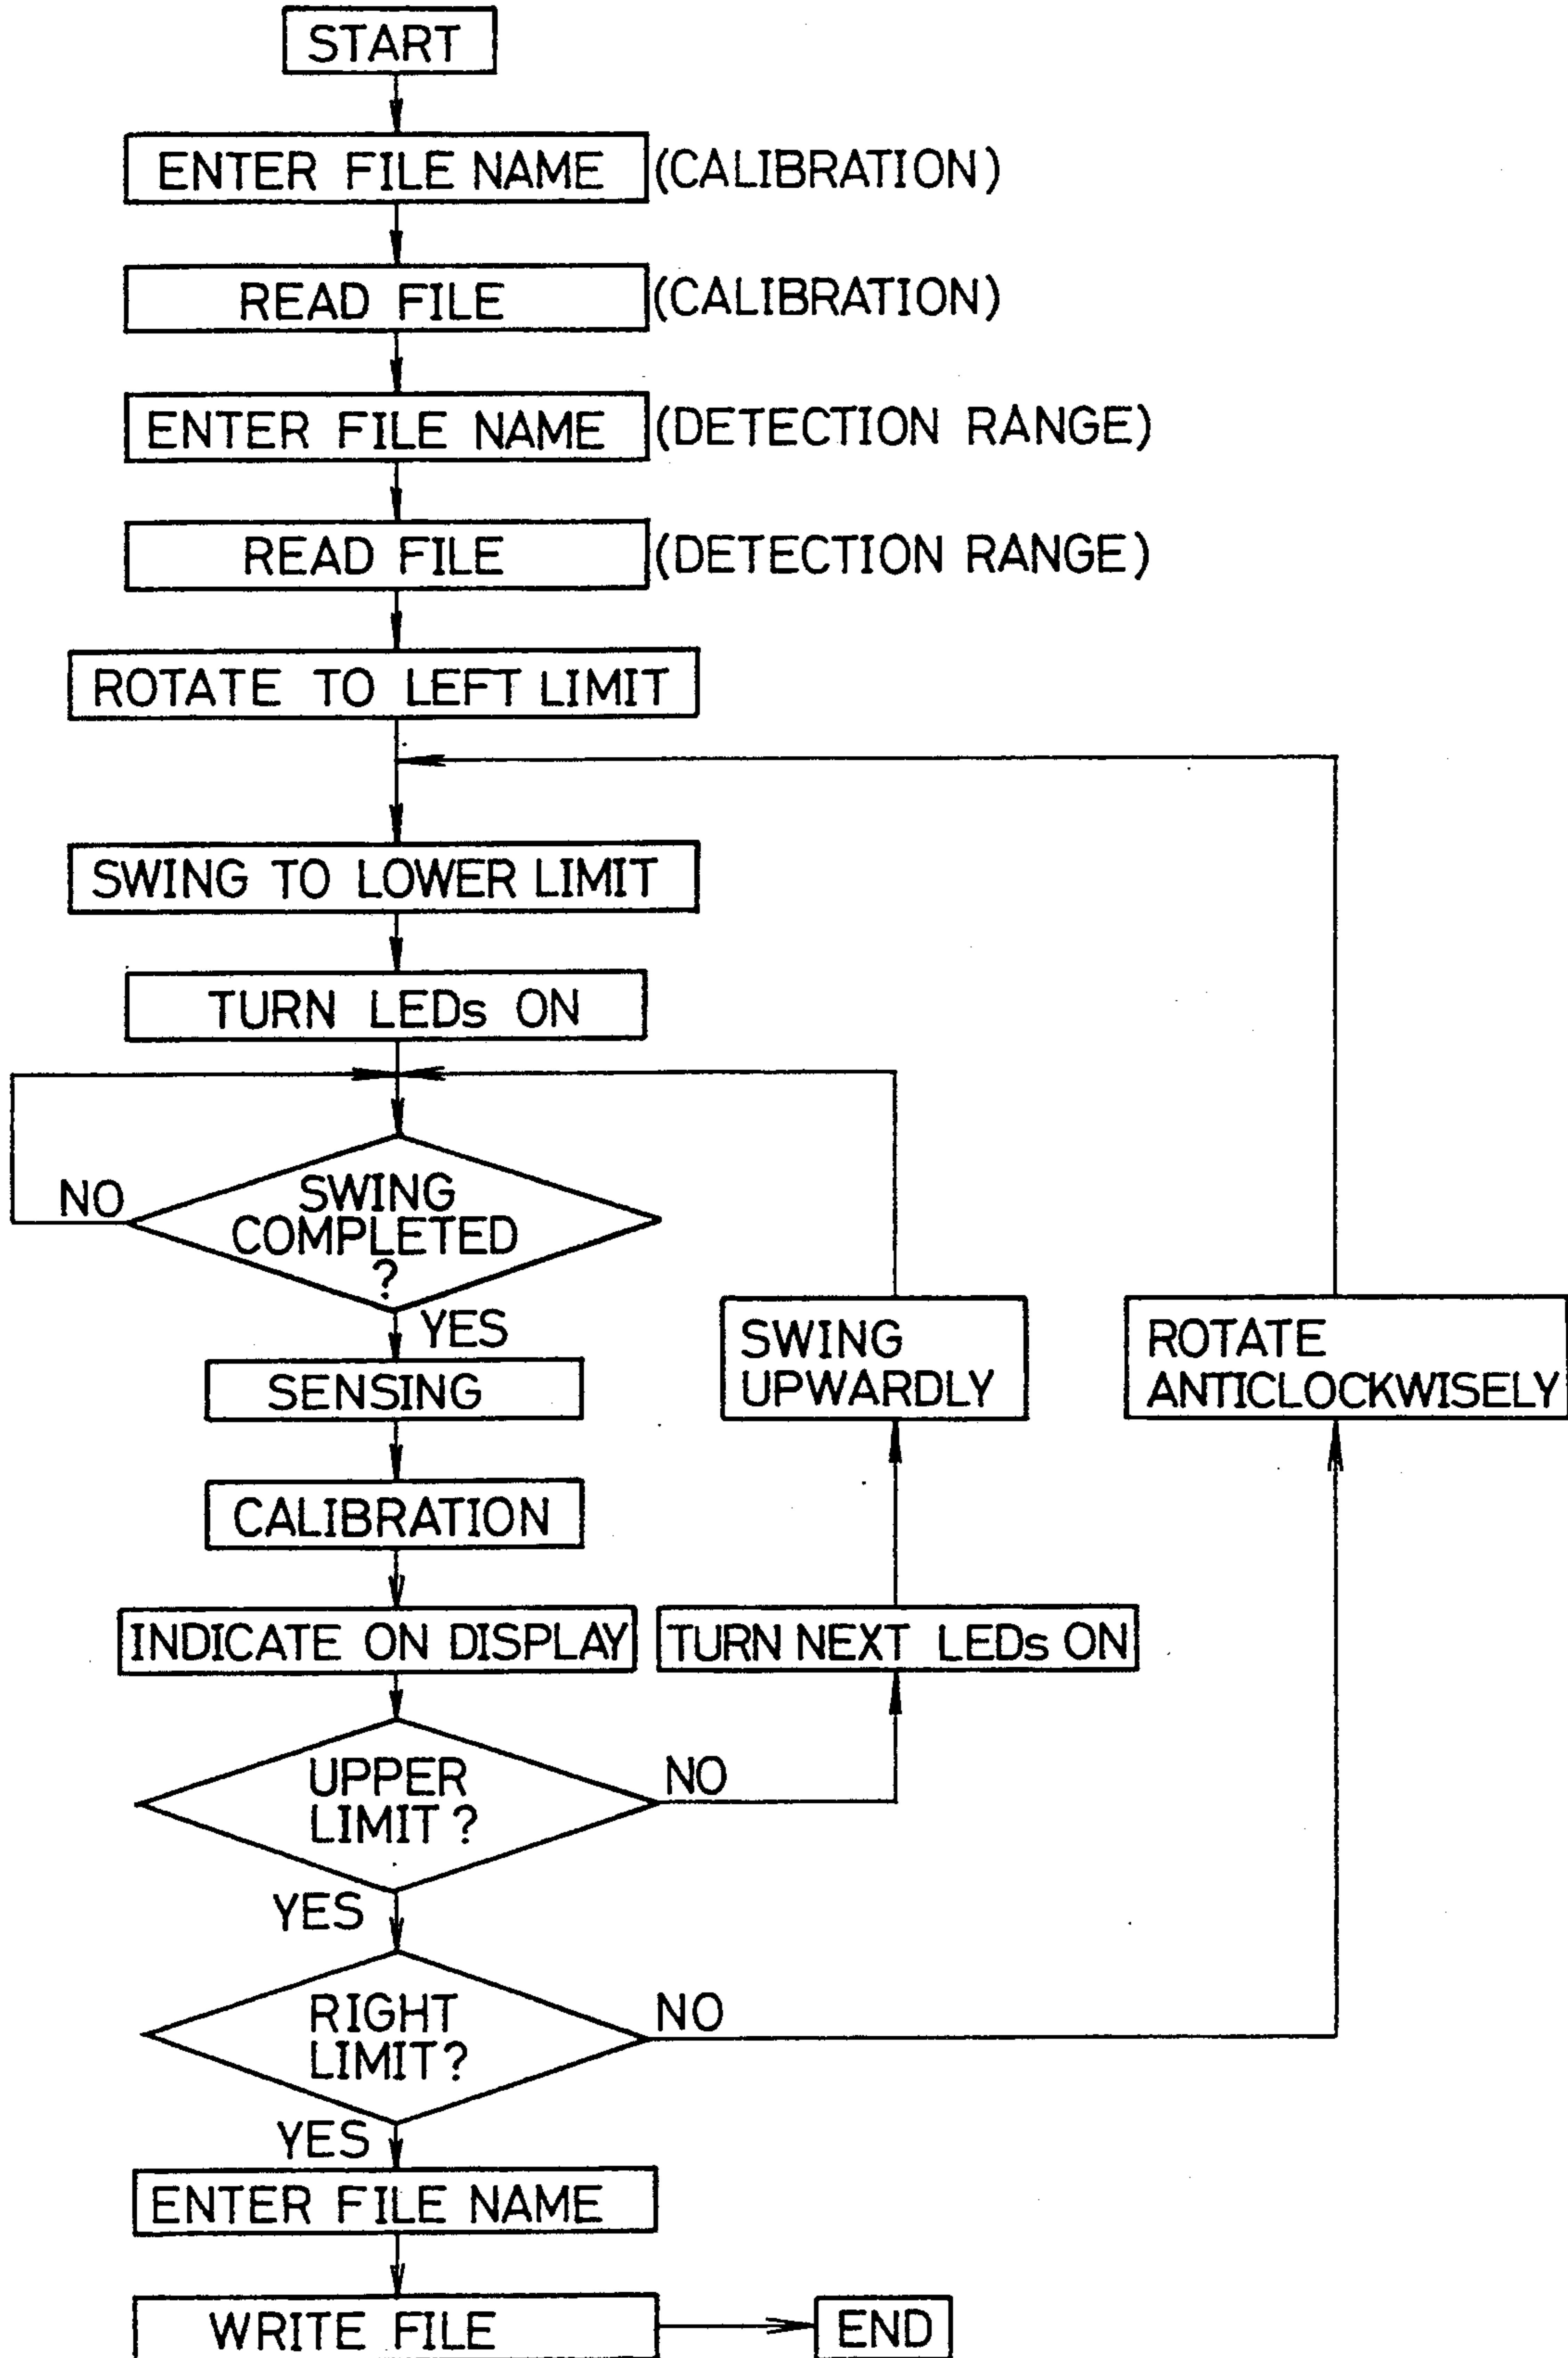 START
ENTER FILE NAME (CALIBRATION)
READ FILE (CALIBRATION)
ENTER FILE NAME (DETECTION RANGE)
READ FILE (DETECTION RANGE)
ROTATE TO LEFT LIMIT
SWING TO LOWER LIMIT
TURN LEDs ON
NO
SWING
COMPLETED
?
YES
SENSING
SWING
UPWARDLY
ROTATE
ANTICLOCKWISELY
CALIBRATION
INDICATE ON DISPLAY
TURN NEXT LEDs ON
UPPER
LIMIT?
NO
YES
RIGHT
LIMIT?
NO
YES
ENTER FILE NAME
WRITE FILE
END